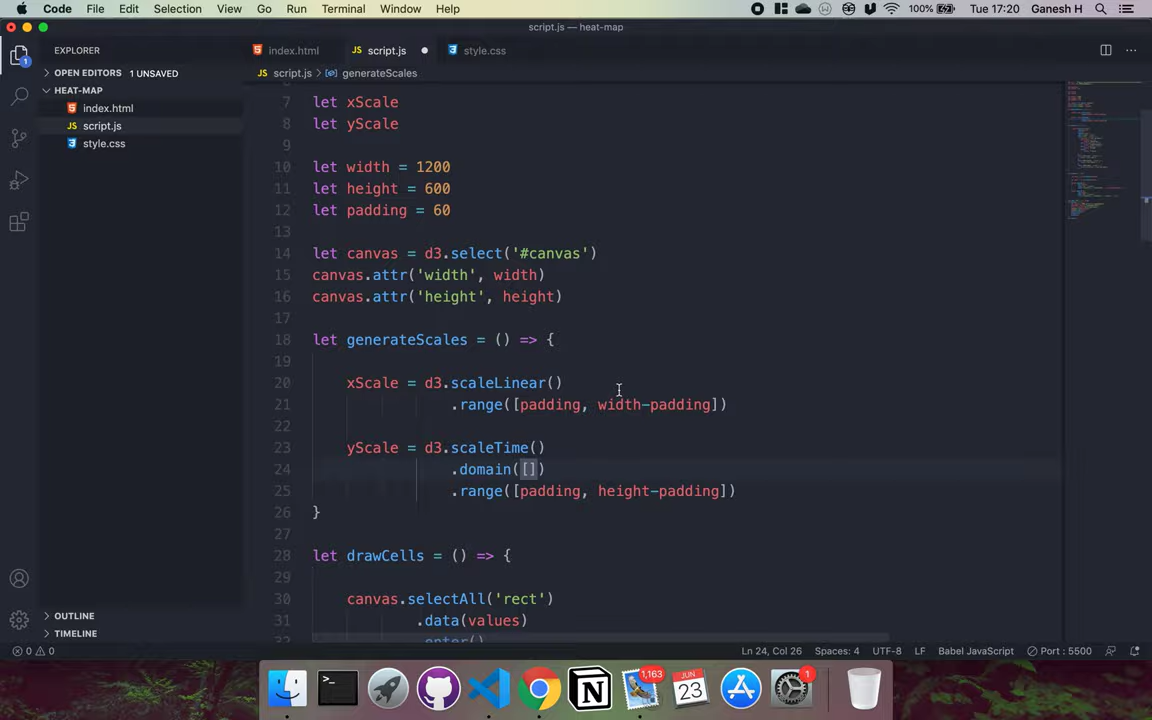 Code File Edit Selection View Go Run Terminal Window Help 100% Tue 17:20 Ganesh H
script.js — heat-map
EXPLORER
index.html
JS script.js
style.css
OPEN EDITORS 1 UNSAVED
JS script.js > generateScales
HEAT-MAP
index.html
JS script.js
style.css
7 let xScale
8 let yScale
9
10 let width = 1200
11 let height = 600
12 let padding = 60
13
14 let canvas = d3.select('#canvas')
15 canvas.attr('width', width)
16 canvas.attr('height', height)
17
18 let generateScales = () => {
19
20 xScale = d3.scaleLinear()
21 .range([padding, width-padding])
22
23 yScale = d3.scaleTime()
24 .domain([])
25 .range([padding, height-padding])
26 }
27
28 let drawCells = () => {
29
30 canvas.selectAll('rect')
31 .data(values)
32 .enter()
OUTLINE
TIMELINE
0 0 Ln 24, Col 26 Spaces: 4 UTF-8 LF Babel JavaScript Port : 5500
1
1,163
JUN
23
1